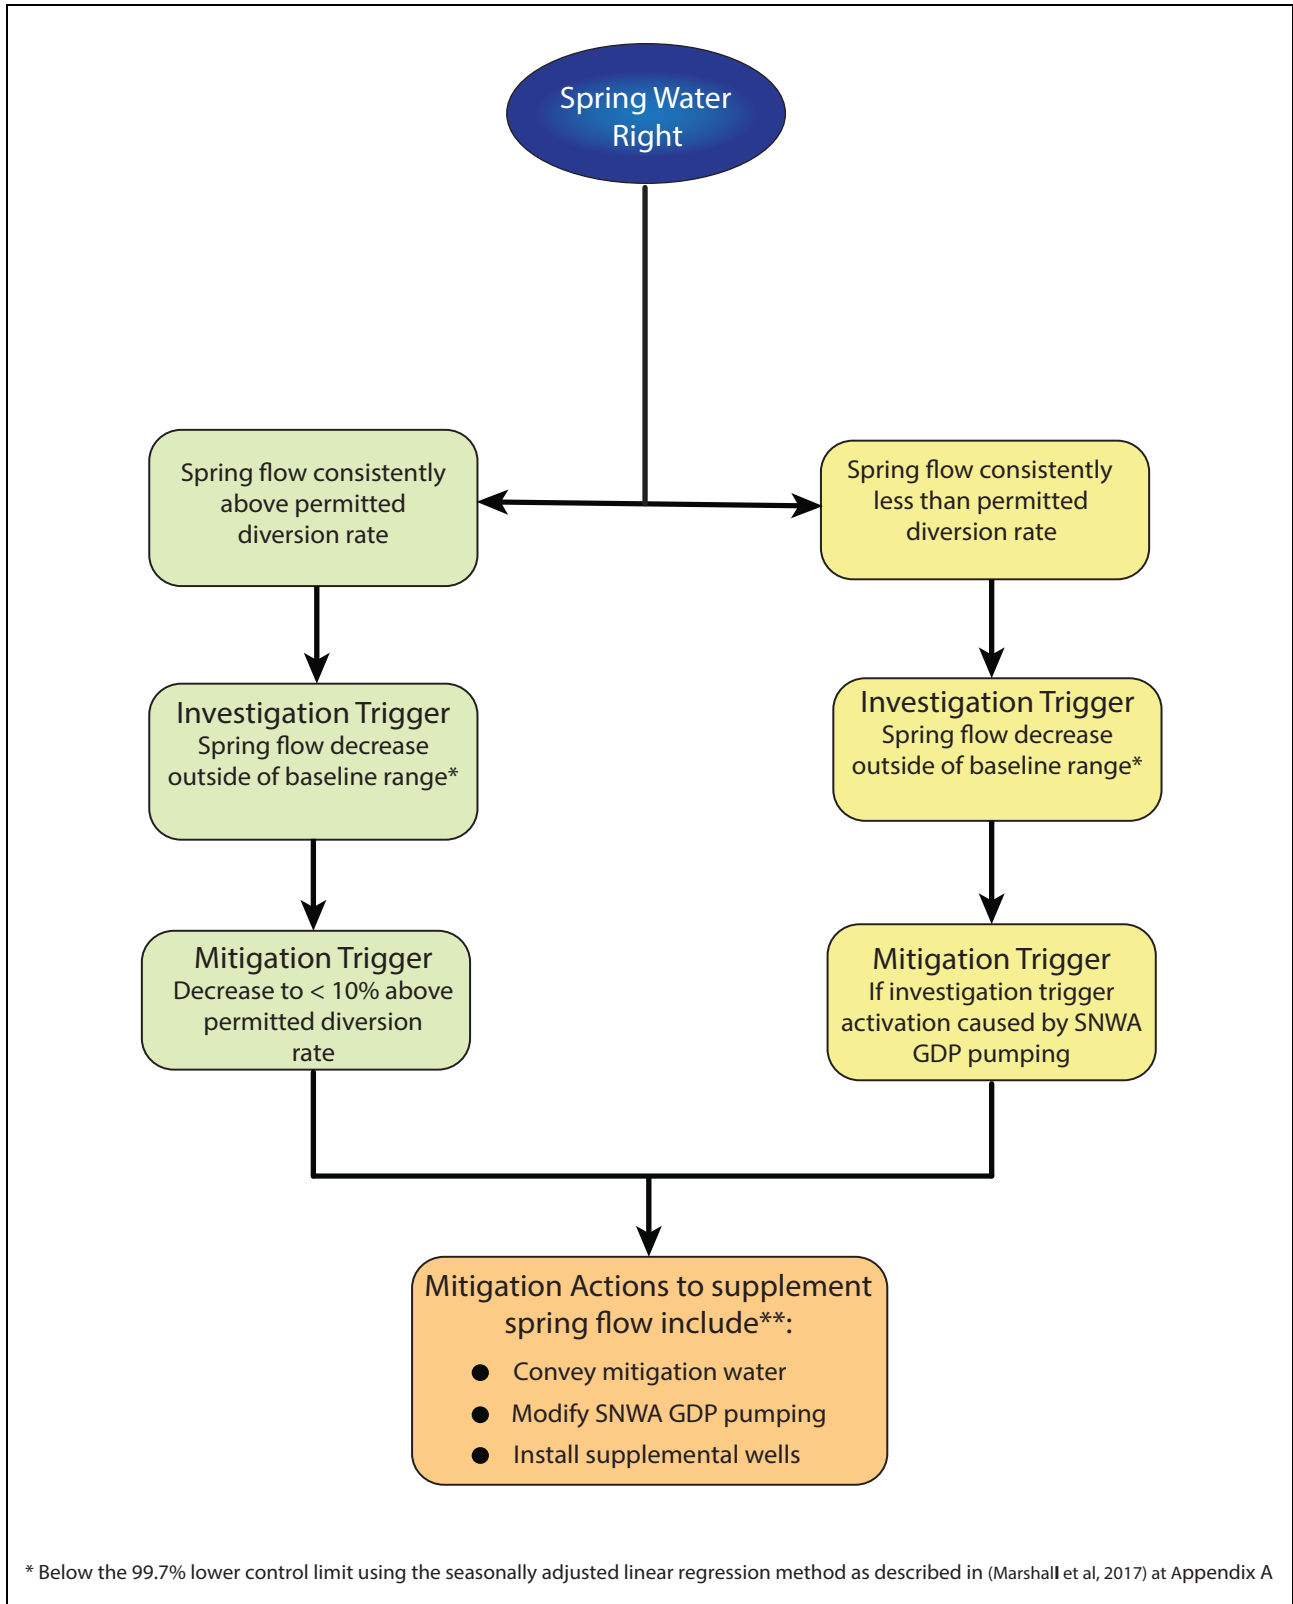 Spring Water
Right
Spring flow consistently
above permitted
diversion rate
Spring flow consistently
less than permitted
diversion rate
Investigation Trigger
Spring flow decrease
outside of baseline range*
Investigation Trigger
Spring flow decrease
outside of baseline range*
Mitigation Trigger
Decrease to < 10% above
permitted diversion
rate
Mitigation Trigger
If investigation trigger
activation caused by SNWA
GDP pumping
Mitigation Actions to supplement
spring flow include**:
● Convey mitigation water
● Modify SNWA GDP pumping
● Install supplemental wells
* Below the 99.7% lower control limit using the seasonally adjusted linear regression method as described in (Marshall et al, 2017) at Appendix A